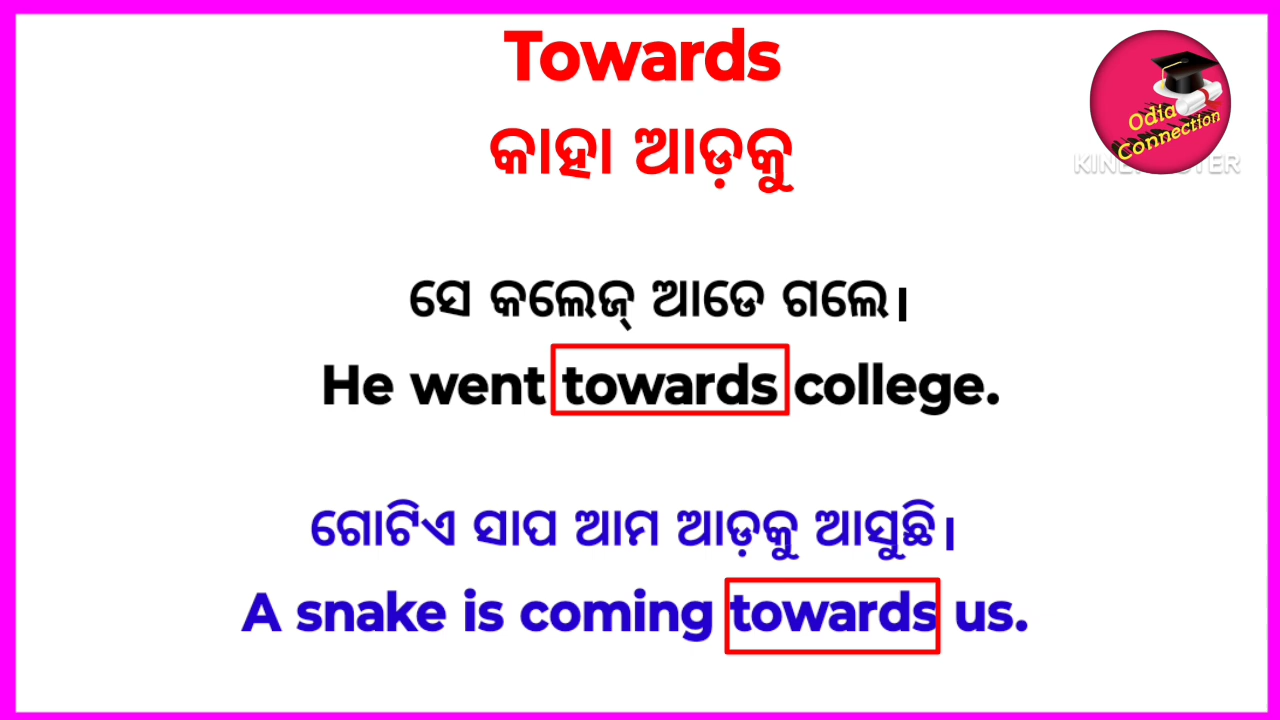 Towards
କାହା ଆଡ଼କୁ
Odia
Connection
ସେ କଲେଜ୍ ଆଡେ ଗଲେ।
He went towards college.
ଗୋଟିଏ ସାପ ଆମ ଆଡ଼କୁ ଆସୁଛି।
A snake is coming towards us.